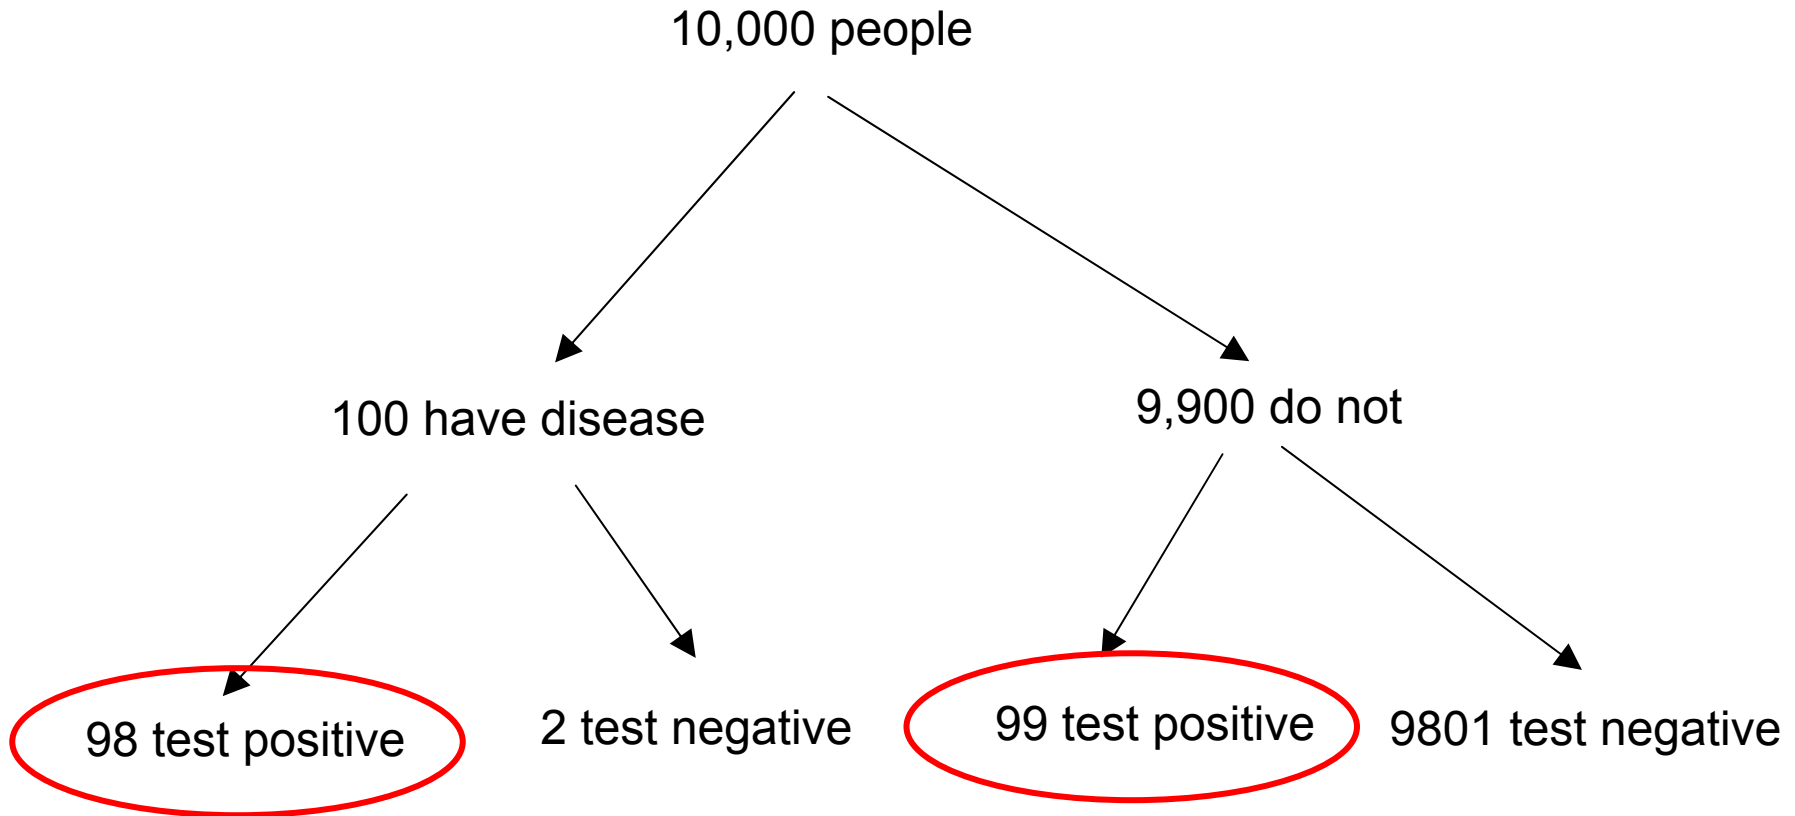 10,000 people
100 have disease
9,900 do not
98 test positive
2 test negative
99 test positive
9801 test negative